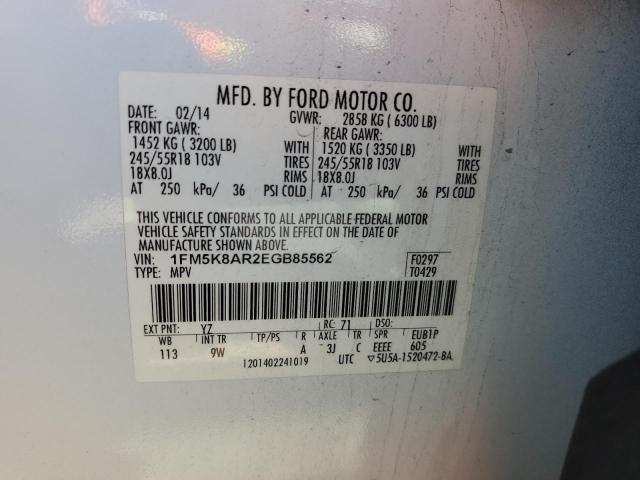 MFD. BY FORD MOTOR CO.
DATE: 02/14 GVWR: 2858 KG ( 6300 LB)
FRONT GAWR: REAR GAWR:
1452 KG ( 3200 LB) WITH 1520 KG ( 3350 LB) WITH
245/55R18 103V TIRES 245/55R18 103V TIRES
18X8.0J RIMS 18X8.0J RIMS
AT 250 kPa/ 36 PSI COLD AT 250 kPa/ 36 PSI COLD
THIS VEHICLE CONFORMS TO ALL APPLICABLE FEDERAL MOTOR
VEHICLE SAFETY STANDARDS IN EFFECT ON THE DATE OF
MANUFACTURE SHOWN ABOVE.
VIN: 1FM5K8AR2EGB85562 F0297
TYPE: MPV T0429
EXT PNT: YZ RC: 71 DSO:
WB INT TR TP/PS R AXLE TR SPR EUB1P
113 9W A 3J C EEEE 605
1201402241019 UTC ▽5U5A-1520472-BA